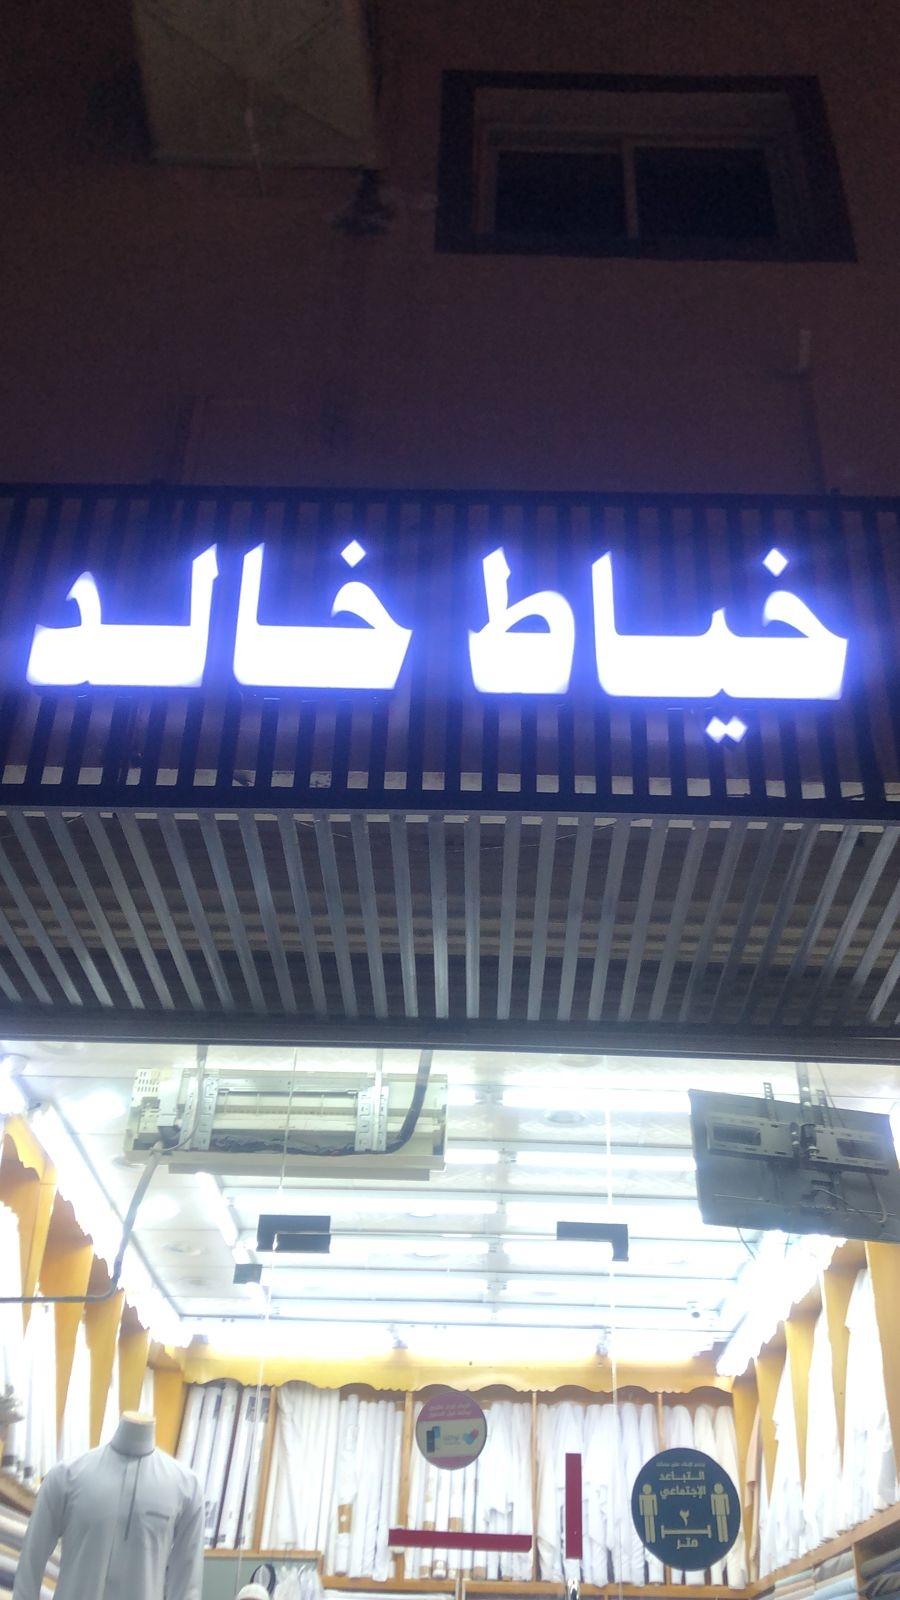 خياط خالد
التباعد
الإجتماعي
٢
متر